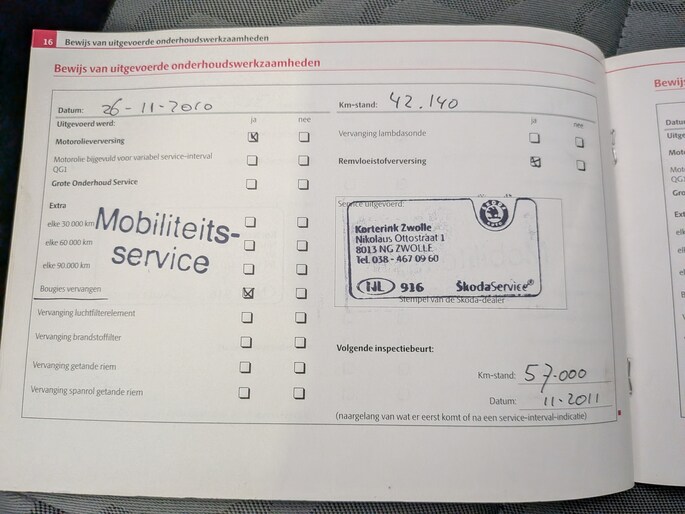 16 Bewijs van uitgevoerde onderhoudswerkzaamheden
Bewijs van uitgevoerde onderhoudswerkzaamheden
Datum: 26-11-2010
Uitgevoerd werd:
ja nee
Motorolieverversing
Motorolie bijgevuld voor variabel service-interval
QG1
Grote Onderhoud Service
Extra
elke 30.000 km
elke 60.000 km
elke 90.000 km
Mobiliteits-
service
Bougies vervangen
Vervanging luchtfilterelement
Vervanging brandstoffilter
Vervanging getande riem
Vervanging spanrol getande riem
Km-stand: 42.140
ja nee
Vervanging lambdasonde
Remvloeistofverversing
Service uitgevoerd:
Korterink Zwolle
Nikolaus Ottostraat 1
8013 NG ZWOLLE
Tel. 038 - 467 09 60
NL 916 ŠkodaService®
Stempel van de Skoda-dealer
Volgende inspectiebeurt:
Km-stand: 57.000
Datum: 11-2011
(naargelang van wat er eerst komt of na een service-interval-indicatie)